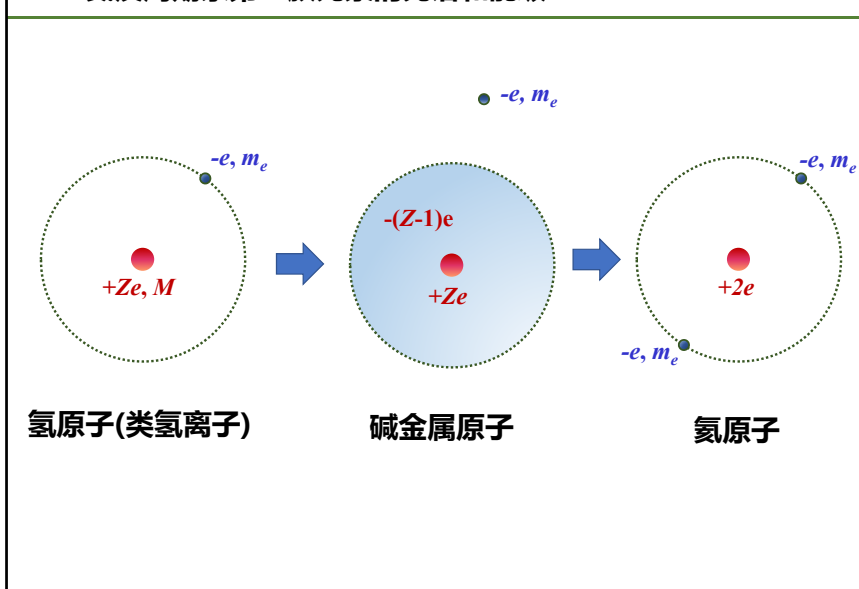 -e, mₑ
-e, mₑ
-e, mₑ
-(Z-1)e
+Ze, M
+Ze
+2e
-e, mₑ
氢原子(类氢离子)
碱金属原子
氦原子